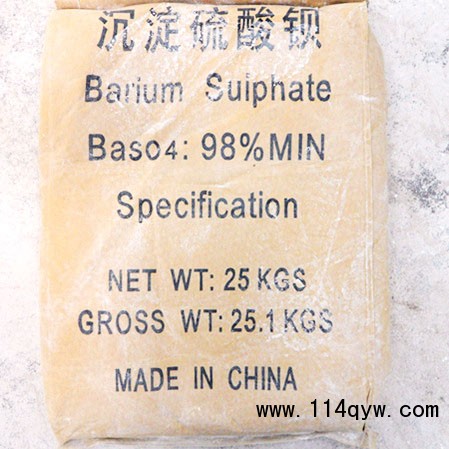 沉淀硫酸钡
Barium Sulphate
Baso4: 98%MIN
Specification
NET WT: 25 KGS
GROSS WT: 25.1 KGS
MADE IN CHINA
www.114qyw.com